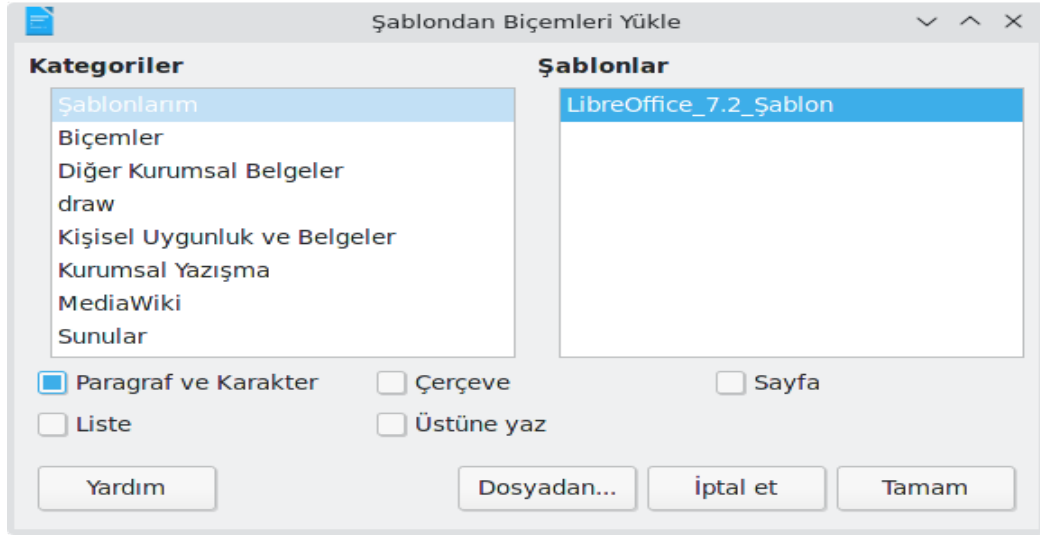 Şablondan Biçemleri Yükle
Kategoriler
Şablonlar
Şablonlarım
Biçemler
Diğer Kurumsal Belgeler
draw
Kişisel Uygunluk ve Belgeler
Kurumsal Yazışma
MediaWiki
Sunular
LibreOffice_7.2_Şablon
Paragraf ve Karakter
Çerçeve
Sayfa
Liste
Üstüne yaz
Yardım
Dosyadan...
İptal et
Tamam